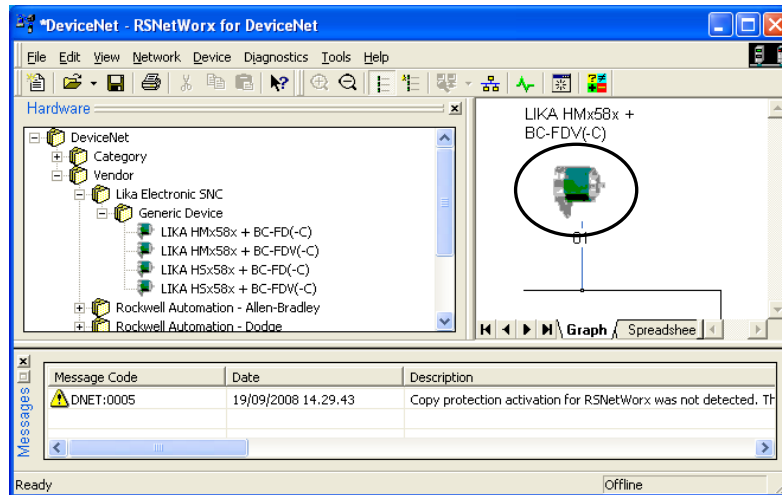 *DeviceNet - RSNetWorx for DeviceNet
File Edit View Network Device Diagnostics Tools Help
Hardware
DeviceNet
Category
Vendor
Lika Electronic SNC
Generic Device
LIKA HMx58x + BC-FD(-C)
LIKA HMx58x + BC-FDV(-C)
LIKA HSx58x + BC-FD(-C)
LIKA HSx58x + BC-FDV(-C)
Rockwell Automation - Allen-Bradley
Rockwell Automation - Dodge
LIKA HMx58x +
BC-FDV(-C)
61
Graph Spreadshee
Messages
Message Code Date Description
DNET:0005 19/09/2008 14.29.43 Copy protection activation for RSNetWorx was not detected. Th
Ready Offline